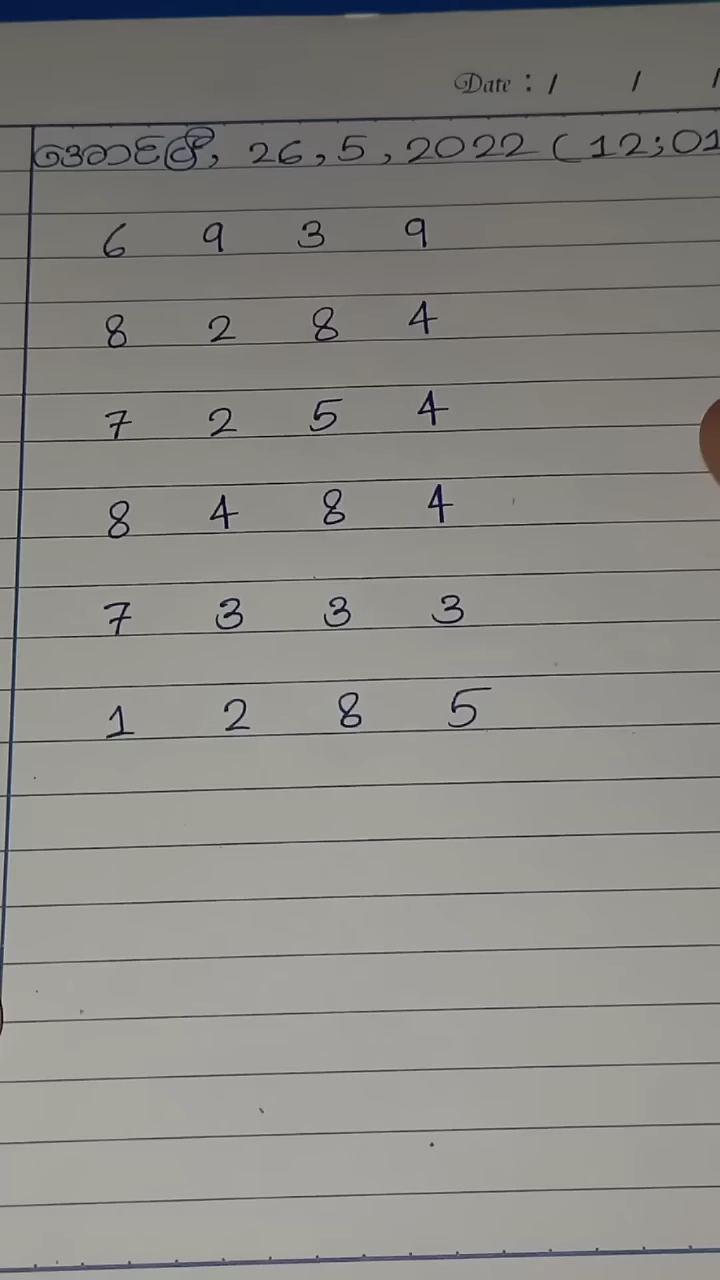 Date : / / /
, 26,5,2022 (12;01
6 9 3 9
8 2 8 4
7 2 5 4
8 4 8 4
7 3 3 3
1 2 8 5